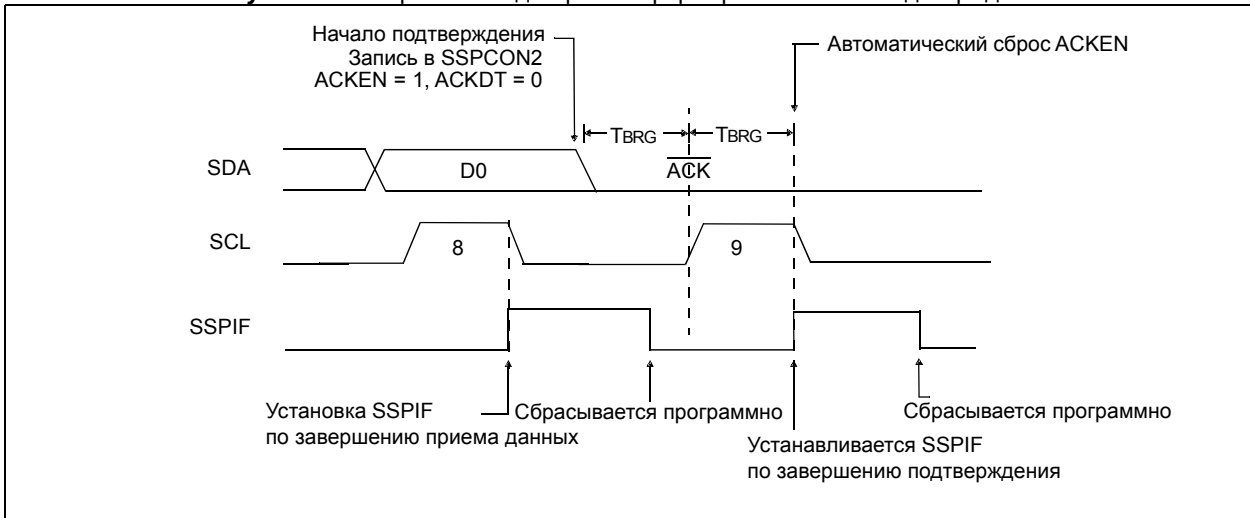 Начало подтверждения
Запись в SSPCON2
ACKEN = 1, ACKDT = 0
Автоматический сброс ACKEN
TBRG
TBRG
SDA
D0
ACK
SCL
8
9
SSPIF
Установка SSPIF
по завершению приема данных
Сбрасывается программно
Сбрасывается программно
Устанавливается SSPIF
по завершению подтверждения